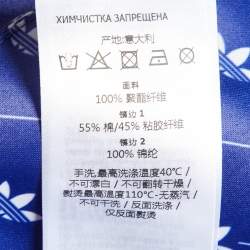 ХИМЧИСТКА ЗАПРЕЩЕНА
产地:意大利
面料
100% 聚酯纤维
镶边 1
55% 棉/45% 粘胶纤维
镶边 2
100% 锦纶
手洗,最高洗涤温度40℃ /
不可漂白 / 不可翻转干燥 /
熨烫最高温度110℃-无蒸汽 /
不可干洗 / 反面洗涤 /
仅反面熨烫